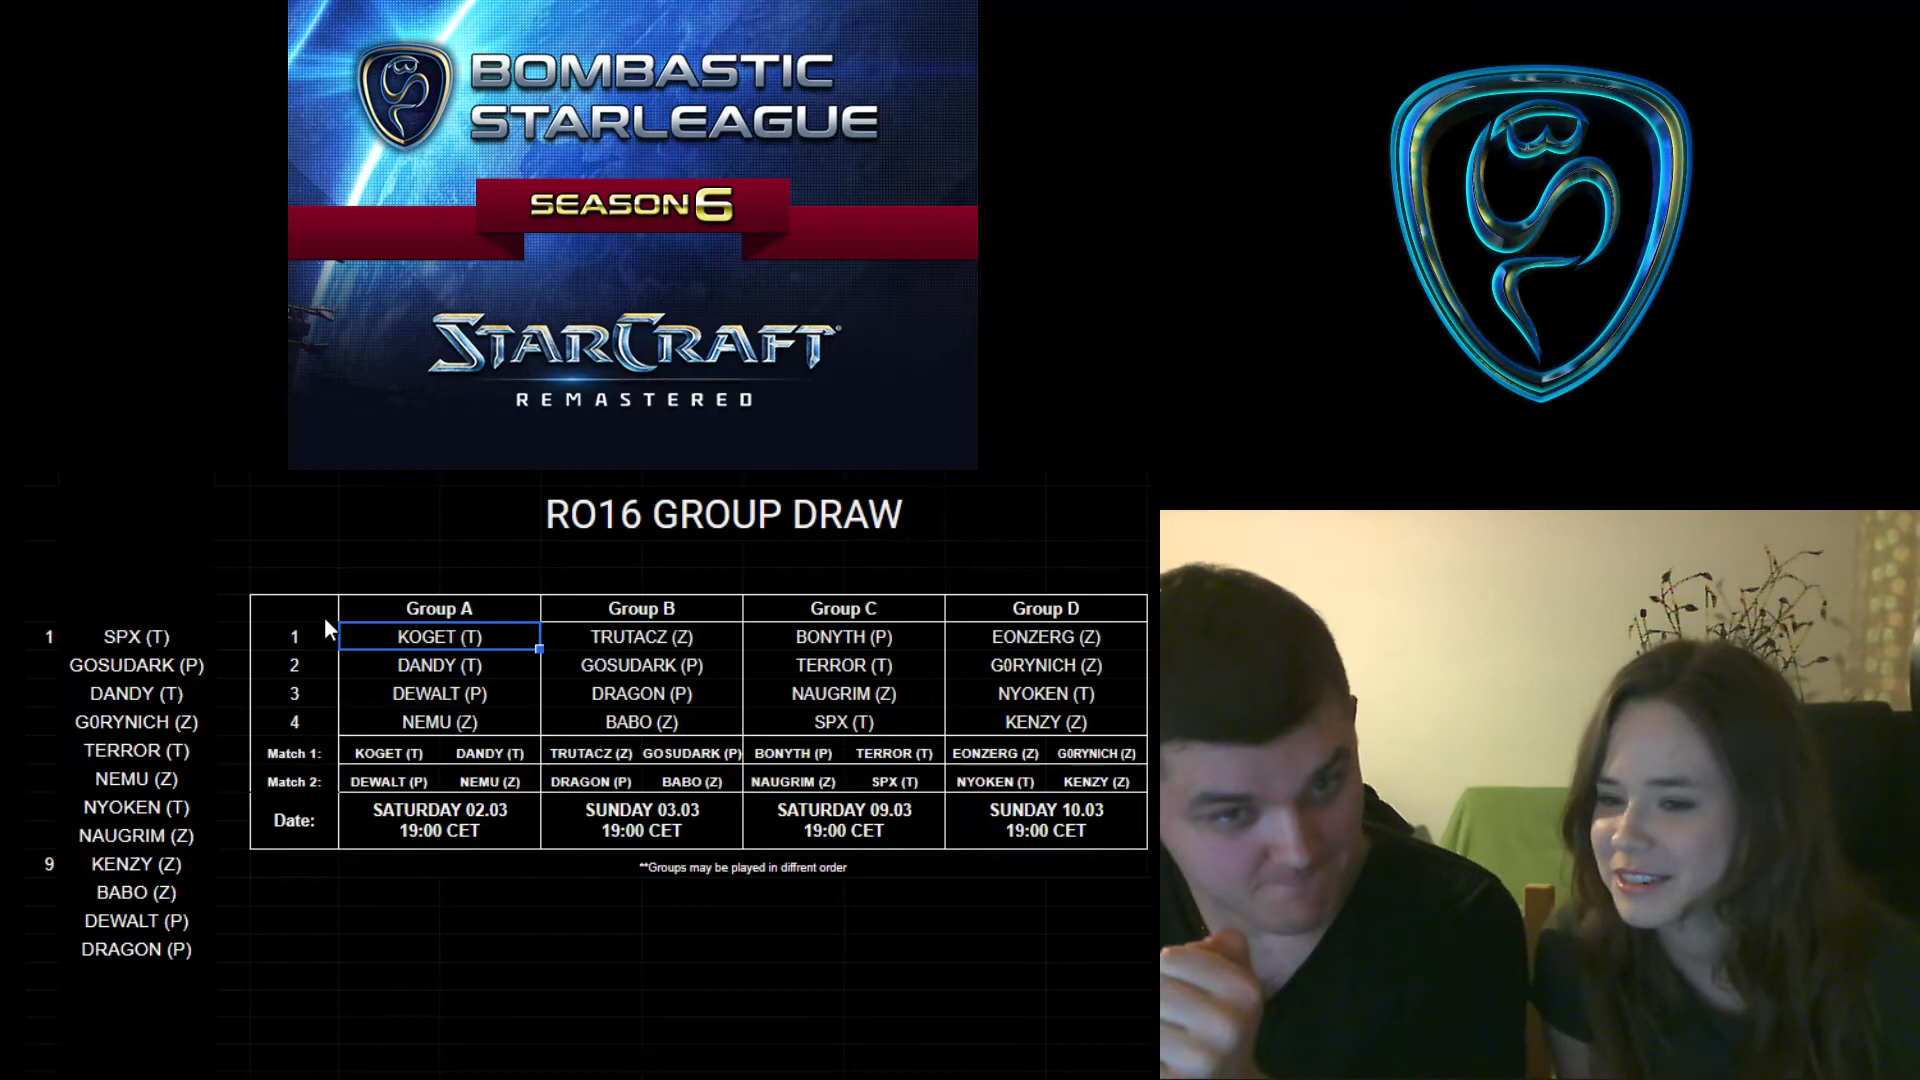 BOMBASTIC
STARLEAGUE
SEASON 6
STARCRAFT
REMASTERED
RO16 GROUP DRAW
Group A Group B Group C Group D
1 SPX (T) 1 KOGET (T) TRUTACZ (Z) BONYTH (P) EONZERG (Z)
GOSUDARK (P) 2 DANDY (T) GOSUDARK (P) TERROR (T) G0RYNICH (Z)
DANDY (T) 3 DEWALT (P) DRAGON (P) NAUGRIM (Z) NYOKEN (T)
G0RYNICH (Z) 4 NEMU (Z) BABO (Z) SPX (T) KENZY (Z)
TERROR (T) Match 1: KOGET (T) DANDY (T) TRUTACZ (Z) GOSUDARK (P) BONYTH (P) TERROR (T) EONZERG (Z) G0RYNICH (Z)
NEMU (Z) Match 2: DEWALT (P) NEMU (Z) DRAGON (P) BABO (Z) NAUGRIM (Z) SPX (T) NYOKEN (T) KENZY (Z)
NYOKEN (T) Date: SATURDAY 02.03 SUNDAY 03.03 SATURDAY 09.03 SUNDAY 10.03
NAUGRIM (Z) 19:00 CET 19:00 CET 19:00 CET 19:00 CET
9 KENZY (Z) **Groups may be played in diffrent order
BABO (Z)
DEWALT (P)
DRAGON (P)